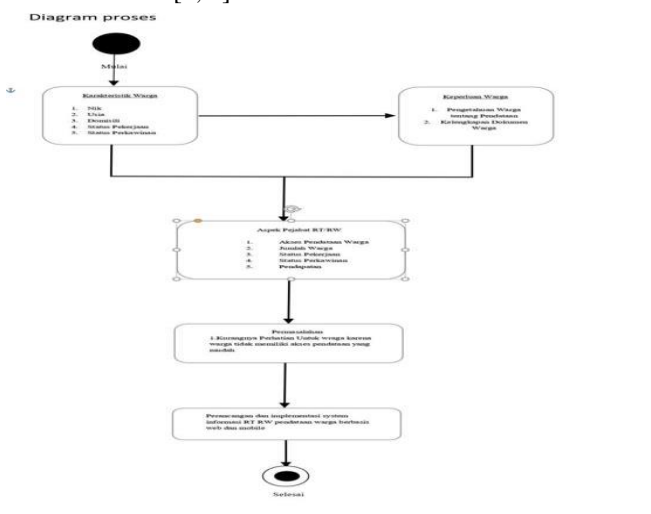 Diagram proses
Mulai
Karakteristik Warga
1. Nik
2. Usia
3. Domisili
4. Status Pekerjaan
5. Status Perkawinan
Keperluan Warga
1. Pengetahuan Warga
tentang Pendataan
2. Kelengkapan Dokumen
Warga
Aspek Pejabat RT/RW
1. Akses Pendataan Warga
2. Jumlah Warga
3. Status Pekerjaan
4. Status Perkawinan
5. Pendapatan
Permasalahan
1.Kurangnya Perhatian Untuk wraga karena
warga tidak memiliki akses pendataan yang
mudah
Perancangan dan implementasi system
informasi RT RW pendataan warga berbasis
web dan mobile
Selesai